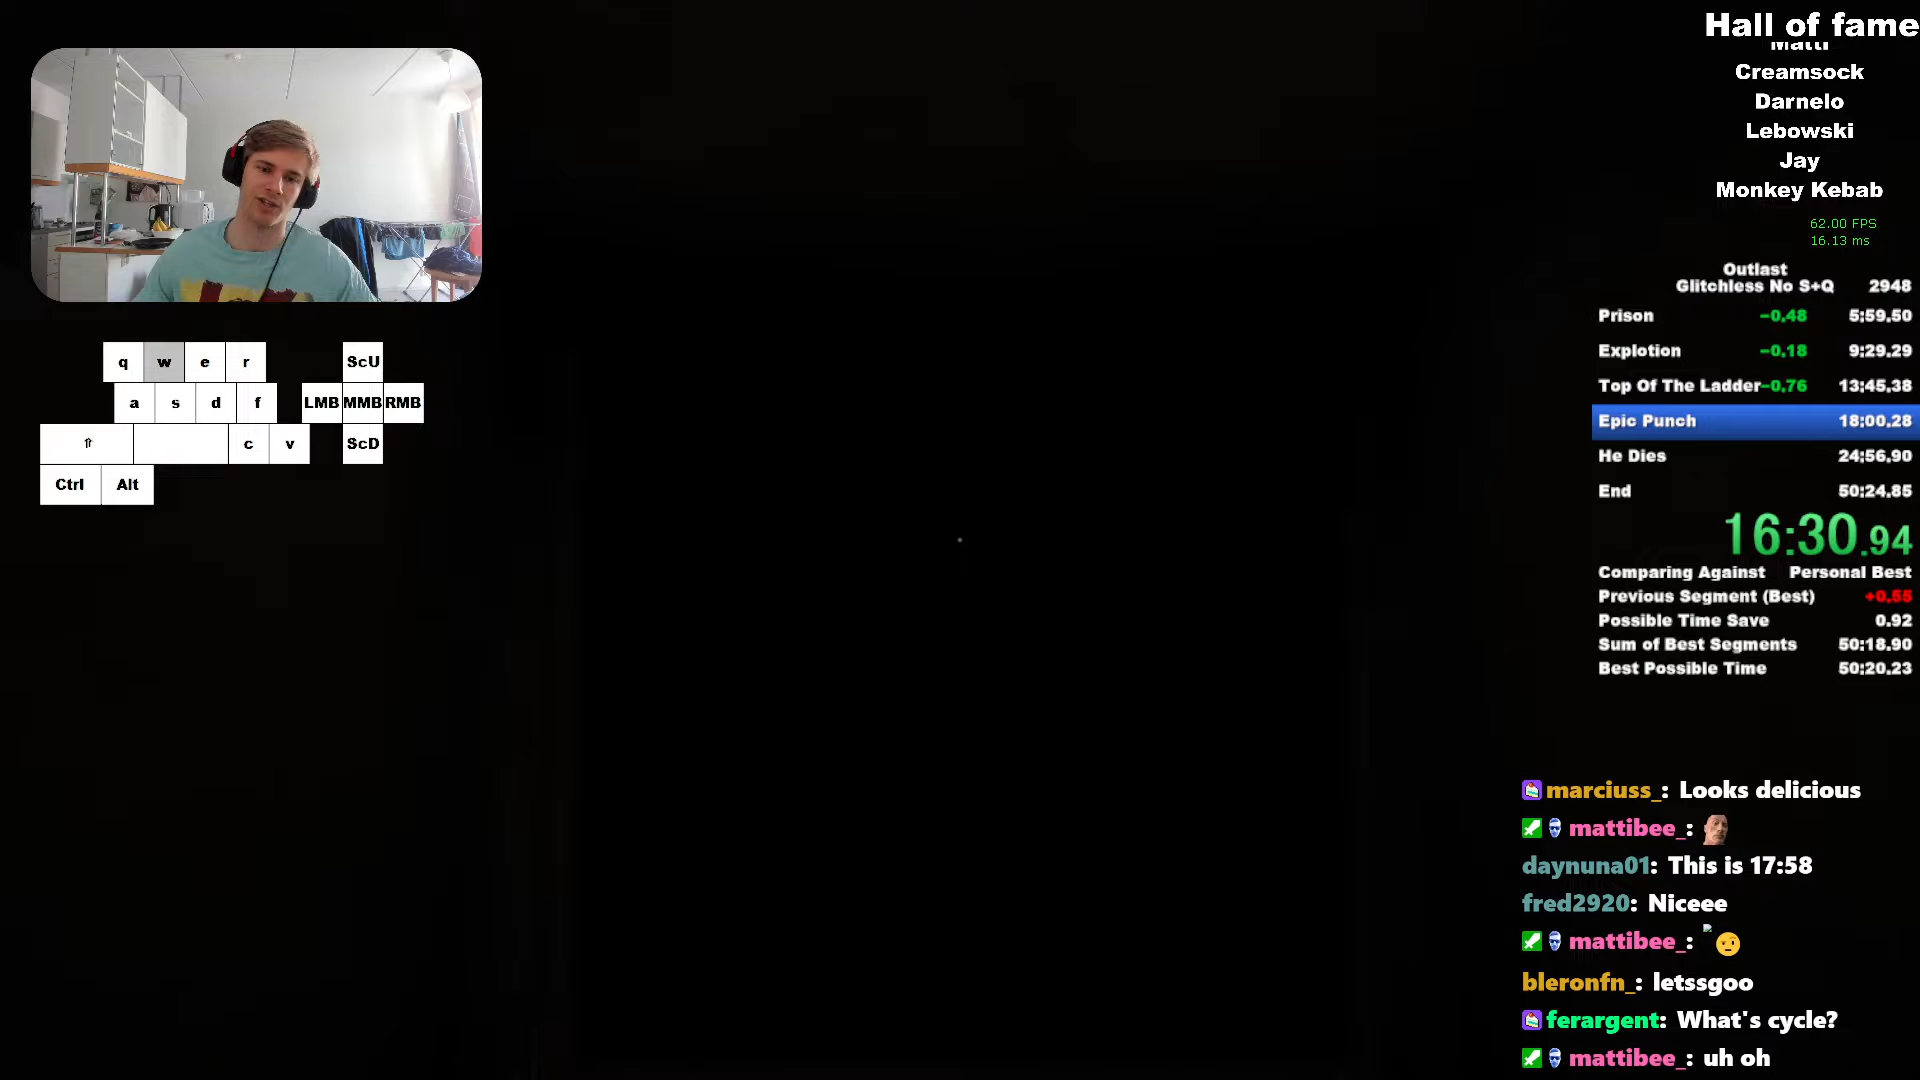 Hall of fame
Matti
Creamsock
Darnelo
Lebowski
Jay
Monkey Kebab
62.00 FPS
16.13 ms
Outlast
Glitchless No S+Q 2948
Prison -0.48 5:59.50
Explotion -0.18 9:29.29
Top Of The Ladder -0.76 13:45.38
Epic Punch 18:00.28
He Dies 24:56.90
End 50:24.85
16:30.94
Comparing Against Personal Best
Previous Segment (Best) +0.55
Possible Time Save 0.92
Sum of Best Segments 50:18.90
Best Possible Time 50:20.23
q w e r ScU
a s d f LMB MMB RMB
⇧ c v ScD
Ctrl Alt
marciuss_: Looks delicious
mattibee_:
daynuna01: This is 17:58
fred2920: Niceee
mattibee_:
bleronfn_: letssgoo
ferargent: What's cycle?
mattibee_: uh oh